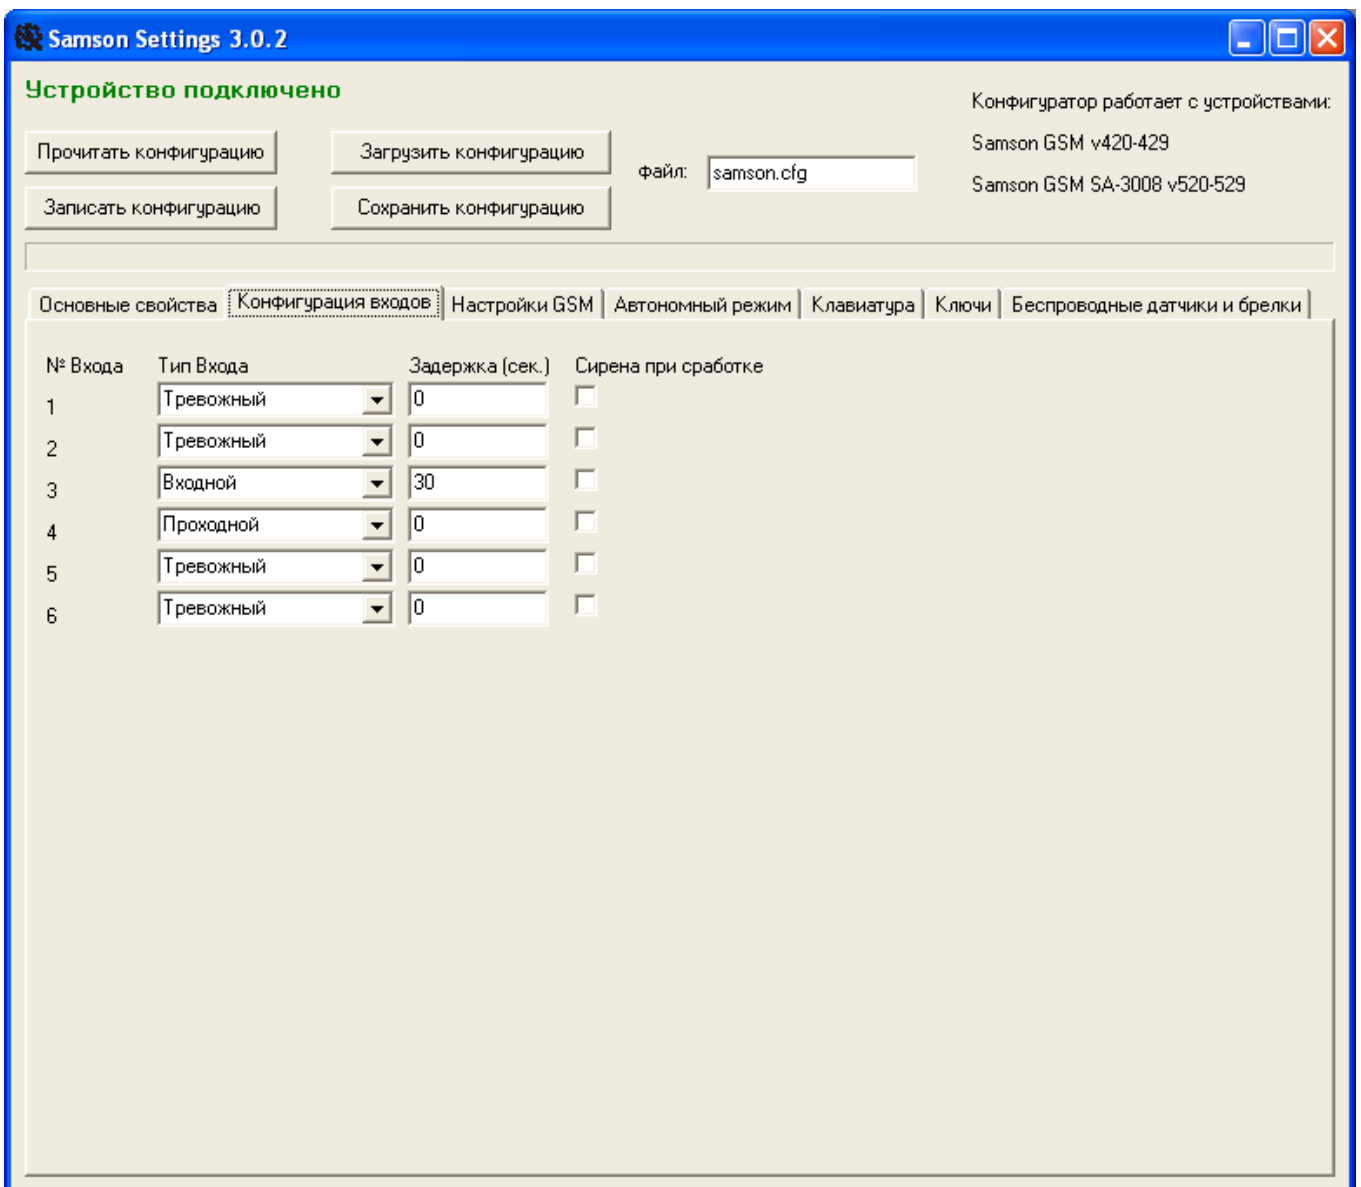 Samson Settings 3.0.2
Устройство подключено
Конфигуратор работает с устройствами:
Прочитать конфигурацию
Загрузить конфигурацию
Samson GSM v420-429
файл:
samson.cfg
Samson GSM SA-3008 v520-529
Записать конфигурацию
Сохранить конфигурацию
Основные свойства Конфигурация входов Настройки GSM Автономный режим Клавиатура Ключи Беспроводные датчики и брелки
№ Входа Тип Входа Задержка (сек.) Сирена при сработке
1 Тревожный 0
2 Тревожный 0
3 Входной 30
4 Проходной 0
5 Тревожный 0
6 Тревожный 0